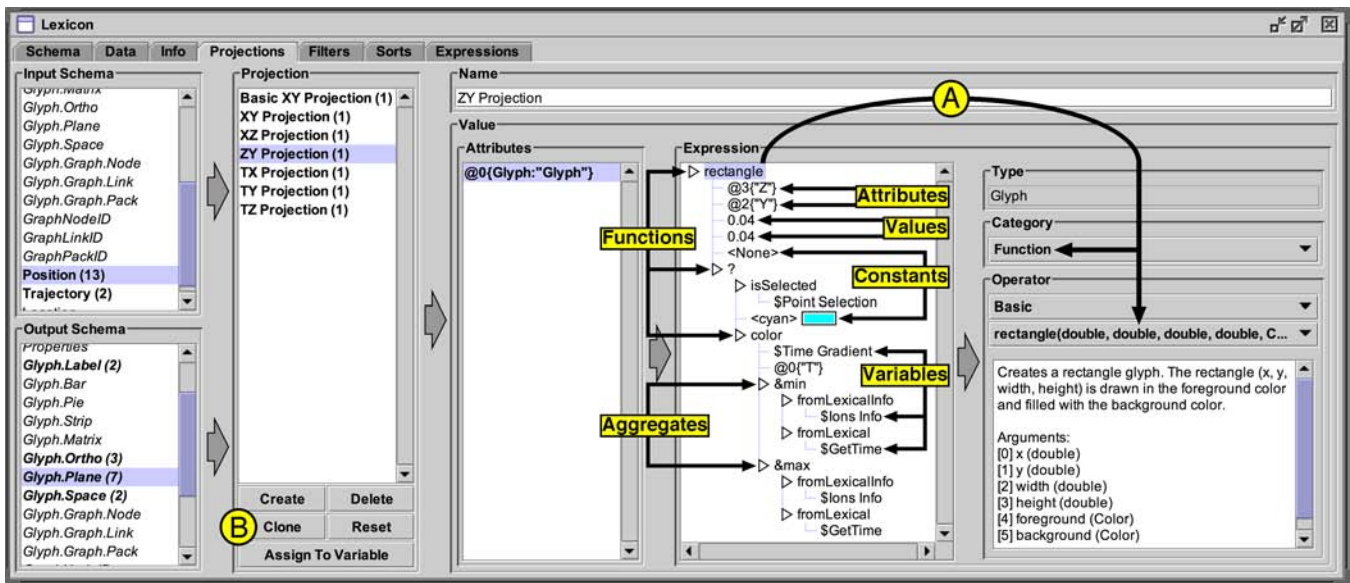 Lexicon
Schema Data Info Projections Filters Sorts Expressions
Input Schema
Glyph.Matrix
Glyph.Ortho
Glyph.Plane
Glyph.Space
Glyph.Graph.Node
Glyph.Graph.Link
Glyph.Graph.Pack
GraphNodeID
GraphLinkID
GraphPackID
Position (13)
Trajectory (2)
Output Schema
Properties
Glyph.Label (2)
Glyph.Bar
Glyph.Pie
Glyph.Strip
Glyph.Matrix
Glyph.Ortho (3)
Glyph.Plane (7)
Glyph.Space (2)
Glyph.Graph.Node
Glyph.Graph.Link
Glyph.Graph.Pack
Projection
Basic XY Projection (1)
XY Projection (1)
XZ Projection (1)
ZY Projection (1)
TX Projection (1)
TY Projection (1)
TZ Projection (1)
Create Delete
B
Clone Reset
Assign To Variable
Name
ZY Projection
A
Value
Attributes
@0{Glyph:"Glyph"}
Functions
Aggregates
Expression
rectangle
@3{"Z"}
@2{"Y"}
0.04
0.04
<None>
?
isSelected
$Point Selection
<cyan>
color
$Time Gradient
@0{"T"}
&min
fromLexicalInfo
$Ions Info
fromLexical
$GetTime
&max
fromLexicalInfo
$Ions Info
fromLexical
$GetTime
Attributes
Values
Constants
Variables
Type
Glyph
Category
Function
Operator
Basic
rectangle(double, double, double, double, C...
Creates a rectangle glyph. The rectangle (x, y,
width, height) is drawn in the foreground color
and filled with the background color.
Arguments:
[0] x (double)
[1] y (double)
[2] width (double)
[3] height (double)
[4] foreground (Color)
[5] background (Color)